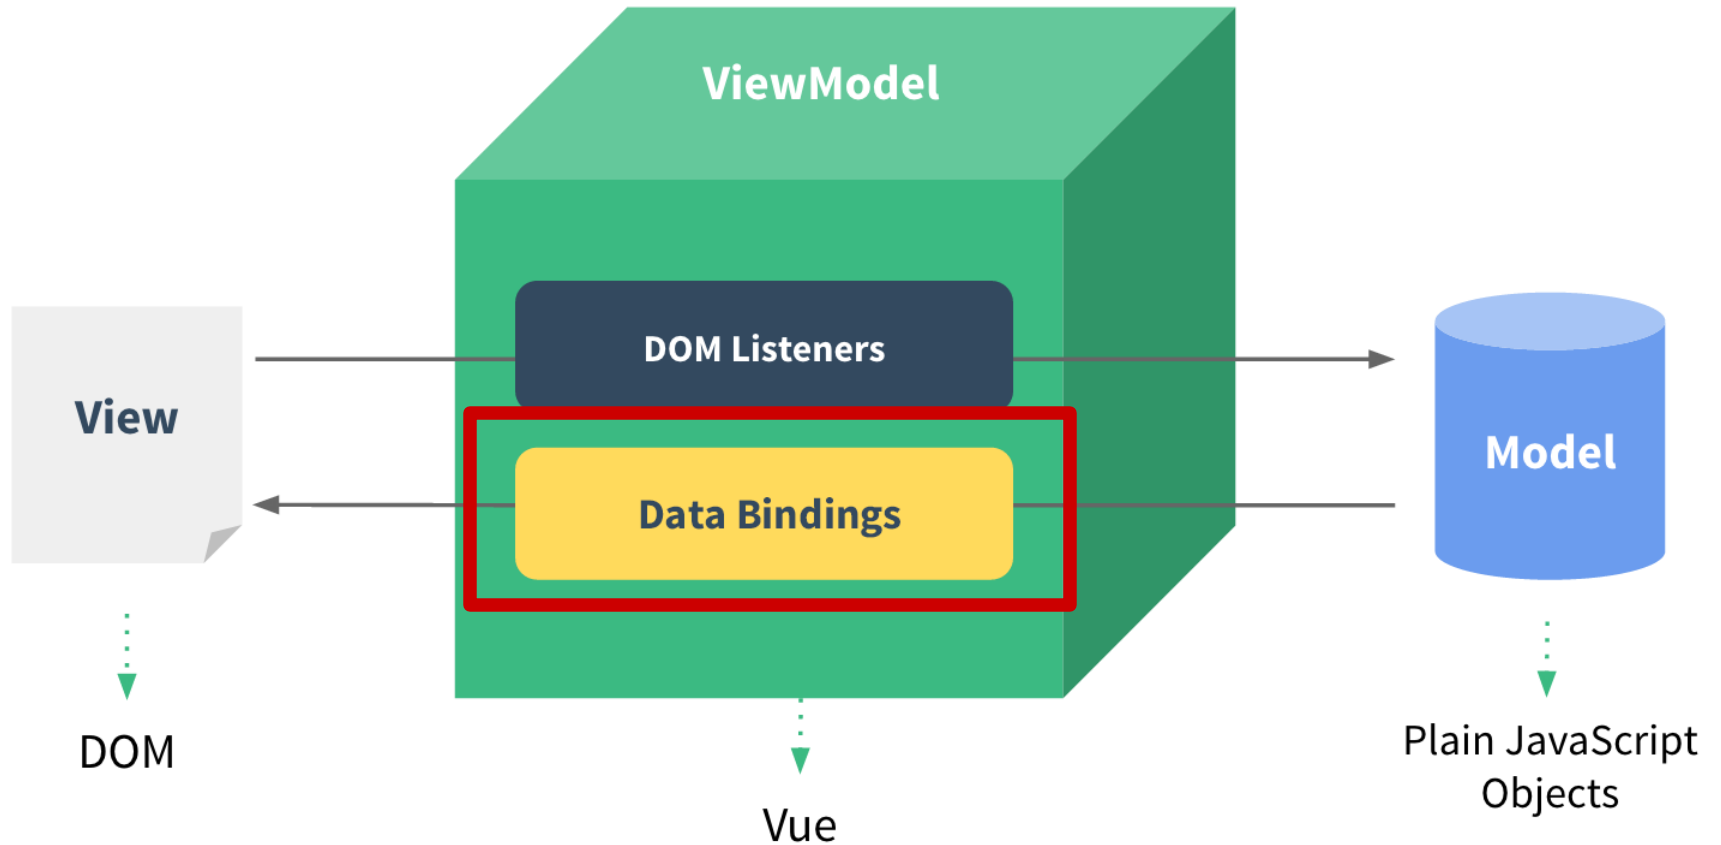 ViewModel
DOM Listeners
View
Data Bindings
Model
DOM
Vue
Plain JavaScript
Objects